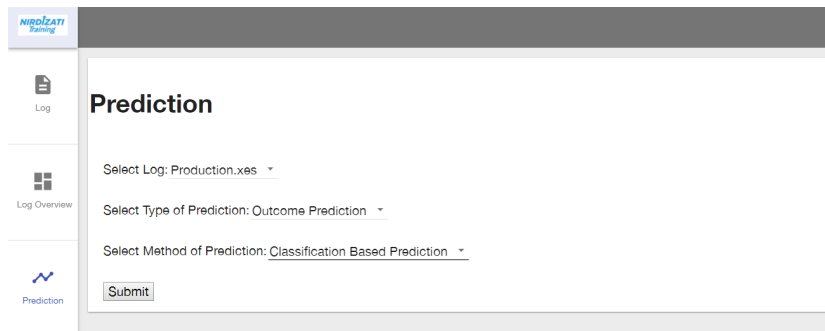 NIRDIZATI
Training
Log
Log Overview
Prediction
Prediction
Select Log: Production.xes
Select Type of Prediction: Outcome Prediction
Select Method of Prediction: Classification Based Prediction
Submit